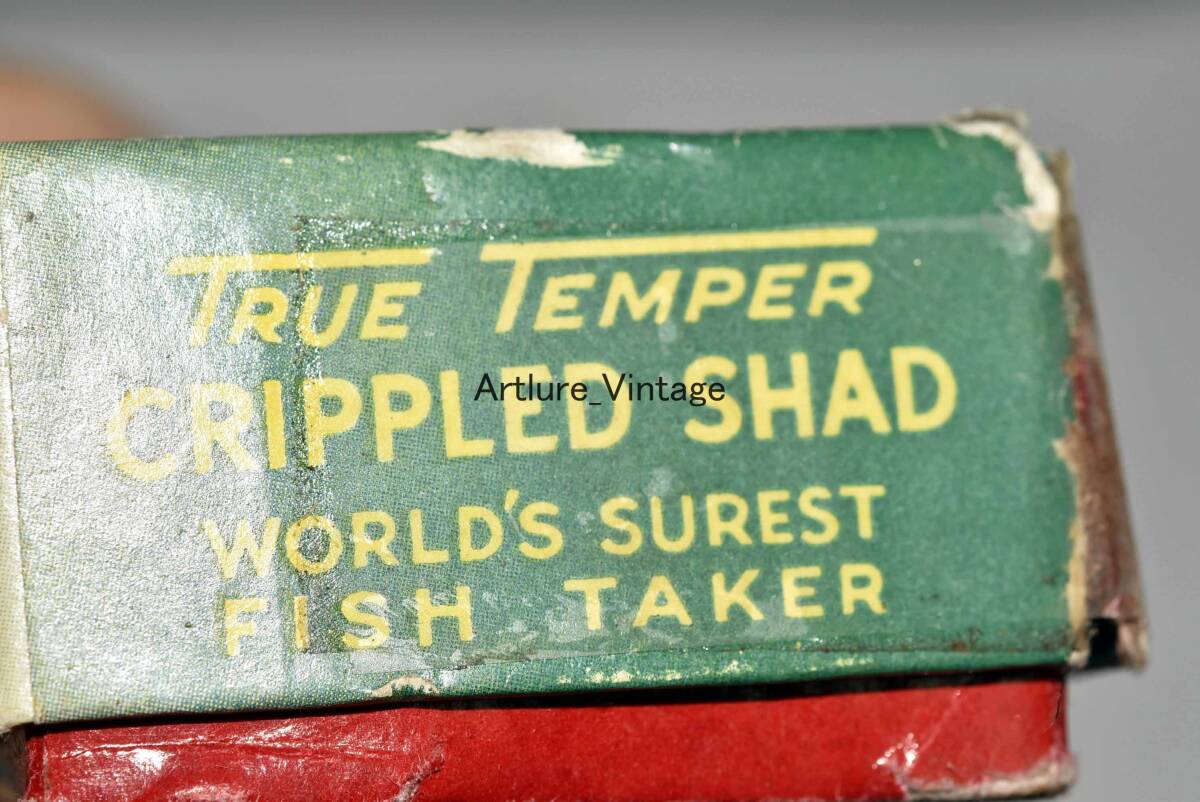 TRUE TEMPER
CRIPPLED SHAD
Artlure_Vintage
WORLD'S SUREST
FISH TAKER